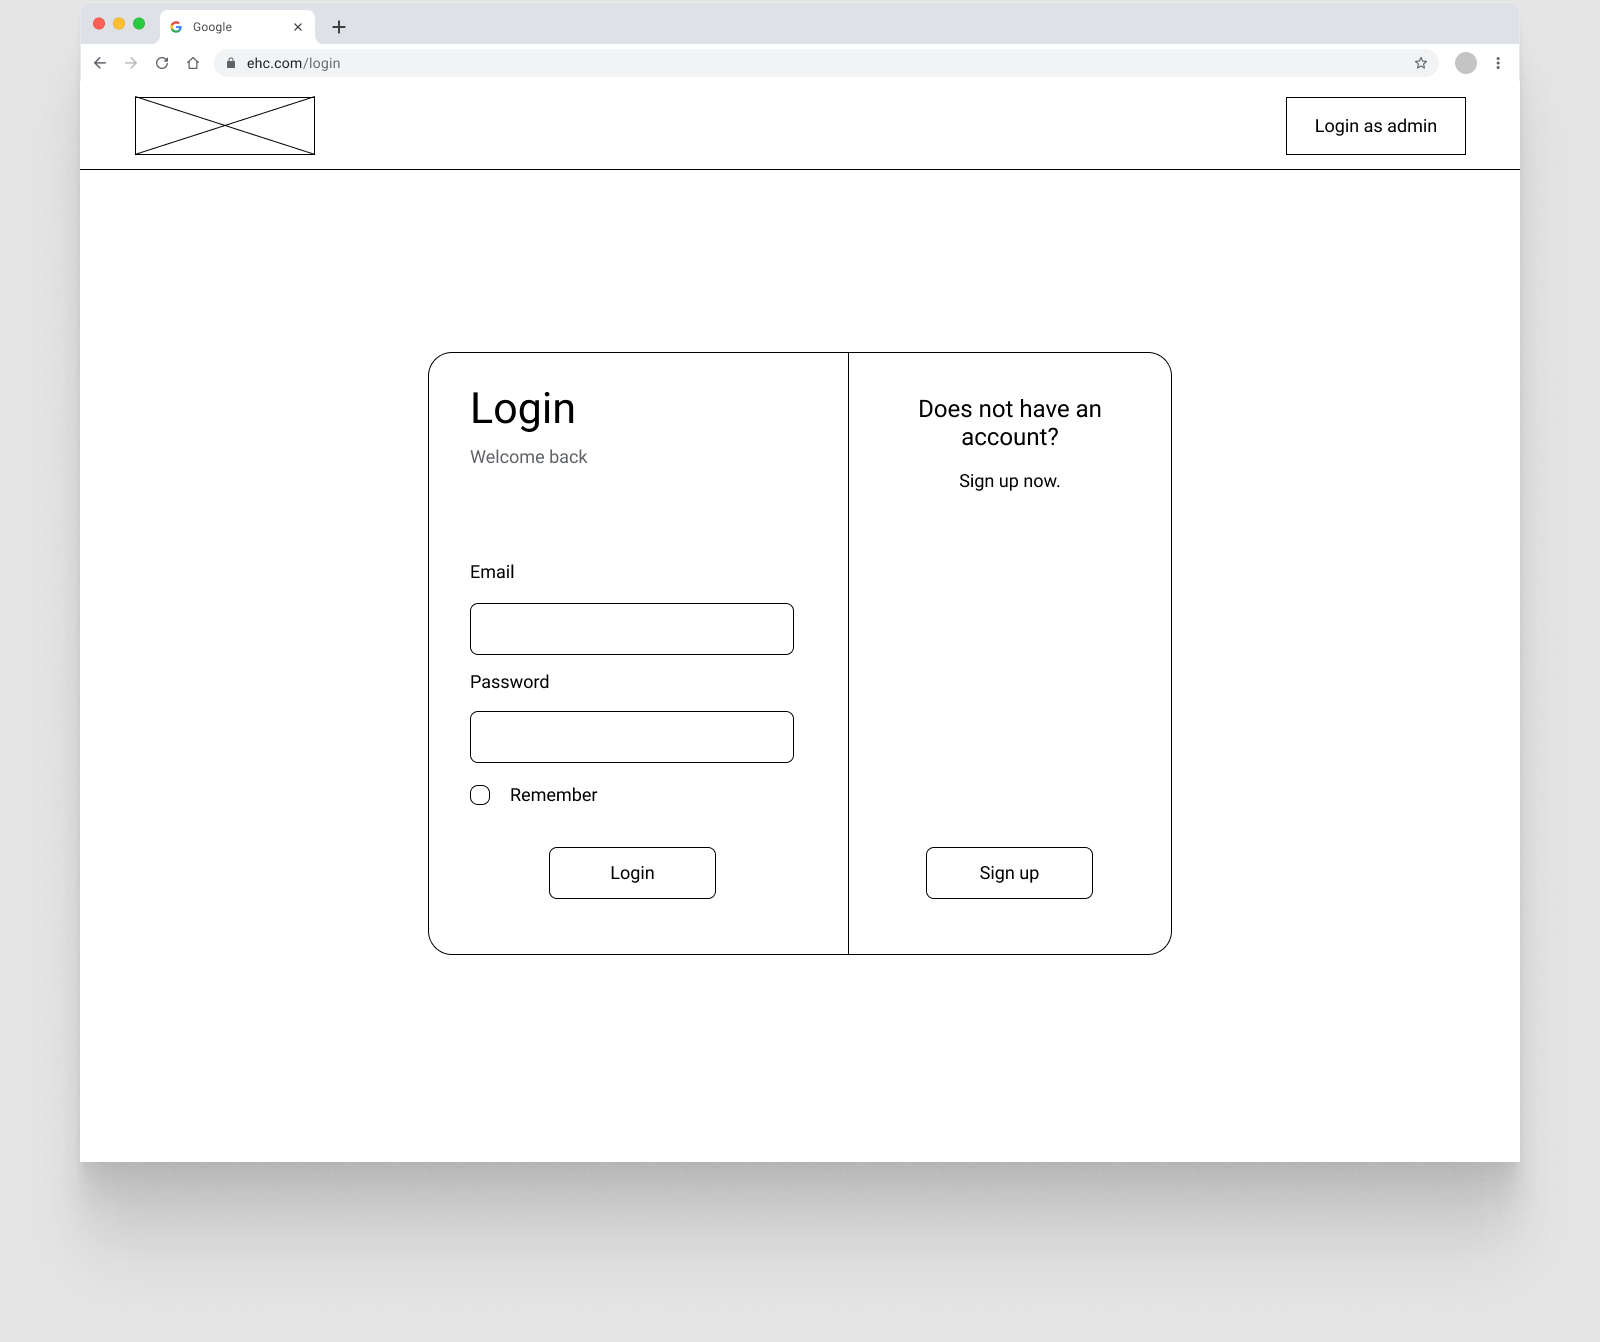 Google
ehc.com/login
Login as admin
Login
Welcome back
Email
Password
Remember
Login
Does not have an
account?
Sign up now.
Sign up